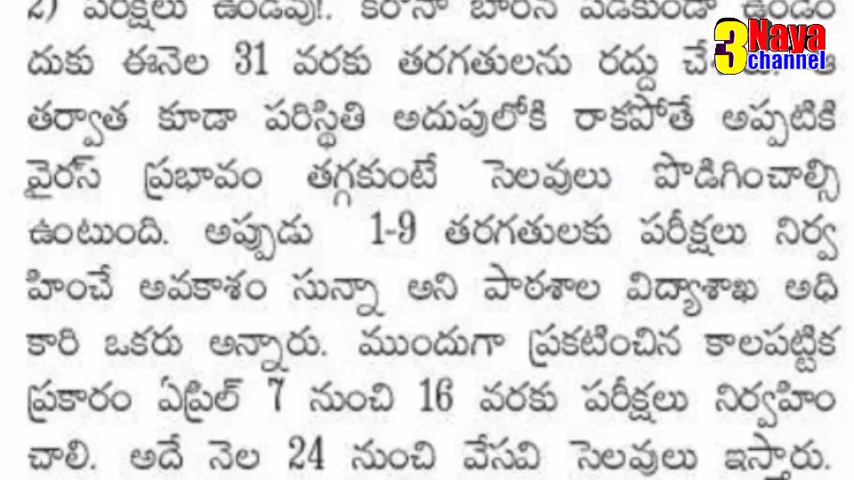 2) పరీక్షలు ఉండవు!. కరోనా బారిన పడకుండా ఉండేం
దుకు ఈనెల 31 వరకు తరగతులను రద్దు
తర్వాత కూడా పరిస్థితి అదుపులోకి రాకపోతే అప్పటికి
వైరస్ ప్రభావం తగ్గకుంటే సెలవులు పొడిగించాల్సి
ఉంటుంది. అప్పుడు 1-9 తరగతులకు పరీక్షలు నిర్వ
హించే అవకాశం సున్నా అని పాఠశాల విద్యాశాఖ అధి
కారి ఒకరు అన్నారు. ముందుగా ప్రకటించిన కాలపట్టిక
ప్రకారం ఏప్రిల్ 7 నుంచి 16 వరకు పరీక్షలు నిర్వహిం
చాలి. అదే నెల 24 నుంచి వేసవి సెలవులు ఇస్తారు.
3 Naya
channel